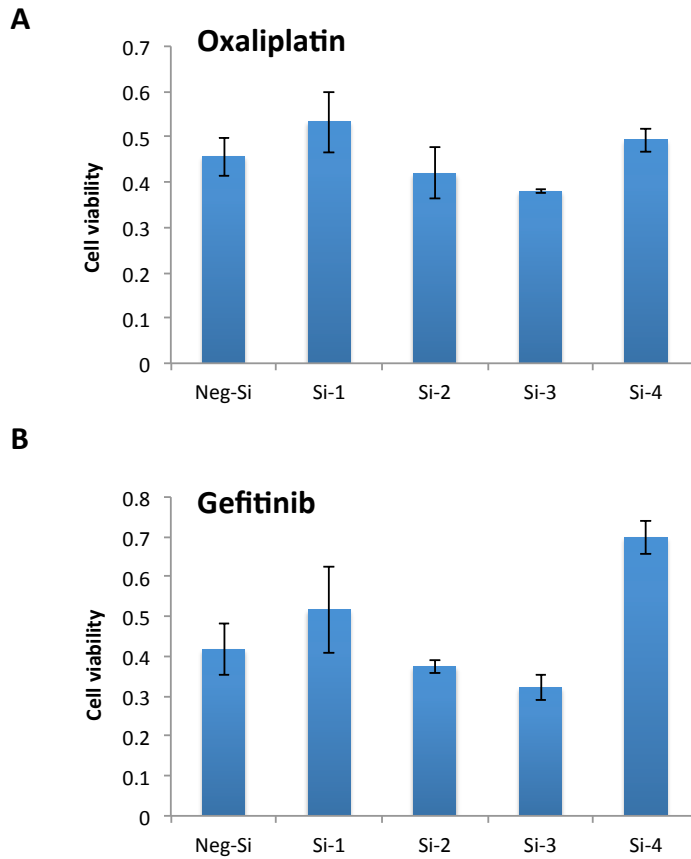 A
Oxaliplatin
0.7
0.6
0.5
0.4
0.3
0.2
0.1
0
Cell viability
Neg-Si Si-1 Si-2 Si-3 Si-4
B
Gefitinib
0.8
0.7
0.6
0.5
0.4
0.3
0.2
0.1
0
Cell viability
Neg-Si Si-1 Si-2 Si-3 Si-4